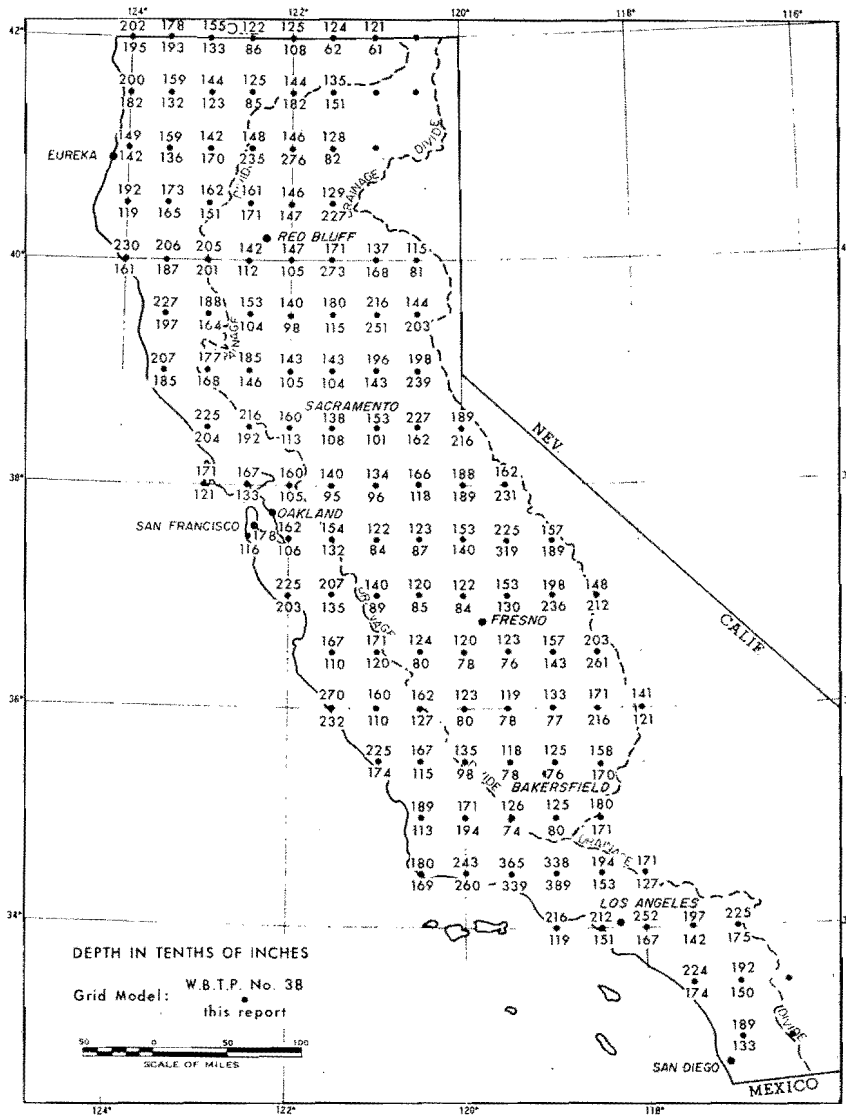 124° 122° 120° 118° 116°
202 178 155 122 125 124 121
42°
195 193 133 86 108 62 61
200 159 144 125 144 135
182 132 123 85 182 151
149 159 142 148 146 128
EUREKA
142 136 170 235 276 82
DIVIDE
192 173 162 161 146 129
DRAINAGE
119 165 151 171 147 227
RED BLUFF
230 206 205 142 147 171 137 115
40° 4
161 187 201 112 105 273 168 81
227 188 153 140 180 216 144
197 164 104 98 115 251 203
207 177 185 143 143 196 198
185 168 146 105 104 143 239
SACRAMENTO
225 216 160 138 153 227 189
204 192 113 108 101 162 216
NEV.
171 167 160 140 134 166 188 162
38° 3
121 133 105 95 96 118 189 231
OAKLAND
SAN FRANCISCO
178 162 154 122 123 153 225 157
116 106 132 84 87 140 319 189
225 207 140 120 122 153 198 148
203 135 89 85 84 130 236 212
FRESNO
CALIF.
167 171 124 120 123 157 203
110 120 80 78 76 143 261
270 160 162 123 119 133 171 141
36°
232 110 127 80 78 77 216 121
225 167 135 118 125 158
174 115 98 78 76 170
BAKERSFIELD
189 171 126 125 180
113 194 74 80 171
DRAINAGE
180 243 365 338 194 171
169 260 339 389 153 127
LOS ANGELES
34°
216 212 252 197 225
119 151 167 142 175
DEPTH IN TENTHS OF INCHES
Grid Model: W.B.T.P. No. 38
this report
224 192
174 150
189
133
DIVIDE
50 0 50 100
SCALE OF MILES
SAN DIEGO
MEXICO
124° 122° 120° 118°